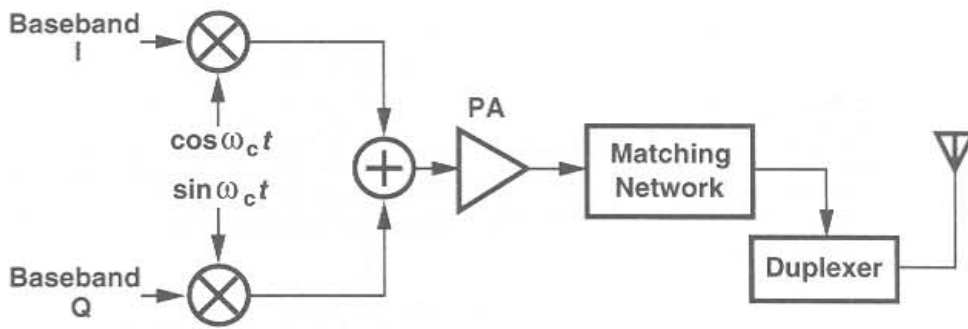 Baseband
I
cos ω_c t
sin ω_c t
Baseband
Q
PA
Matching
Network
Duplexer